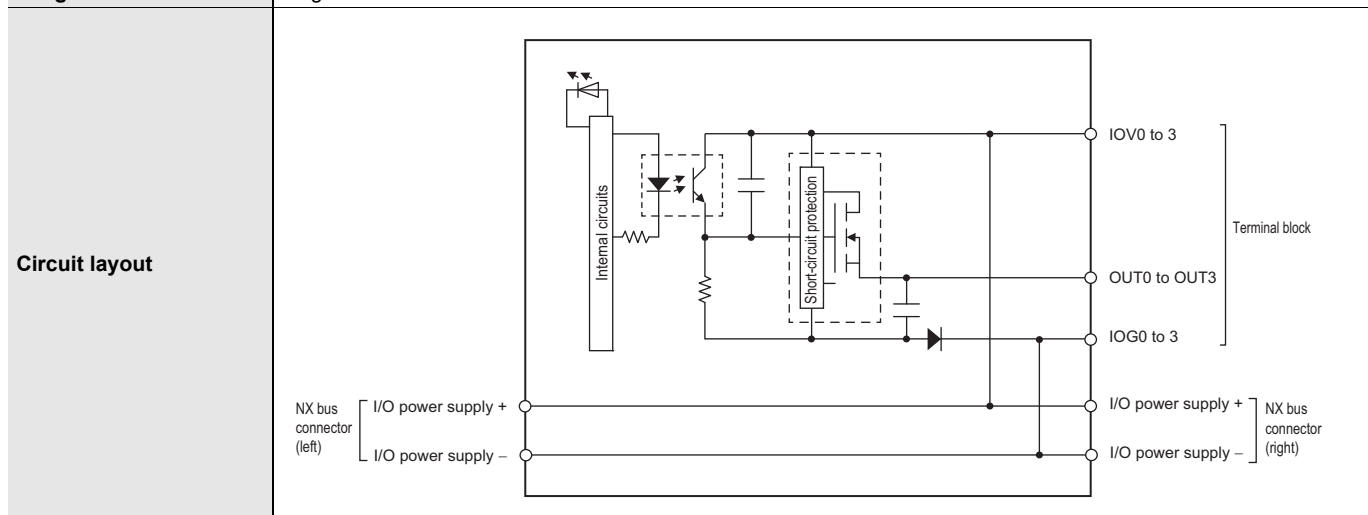 Circuit layout
Internal circuits
Short-circuit protection
IOV0 to 3
Terminal block
OUT0 to OUT3
IOG0 to 3
NX bus
connector
(left)
I/O power supply +
I/O power supply −
I/O power supply +
I/O power supply −
NX bus
connector
(right)